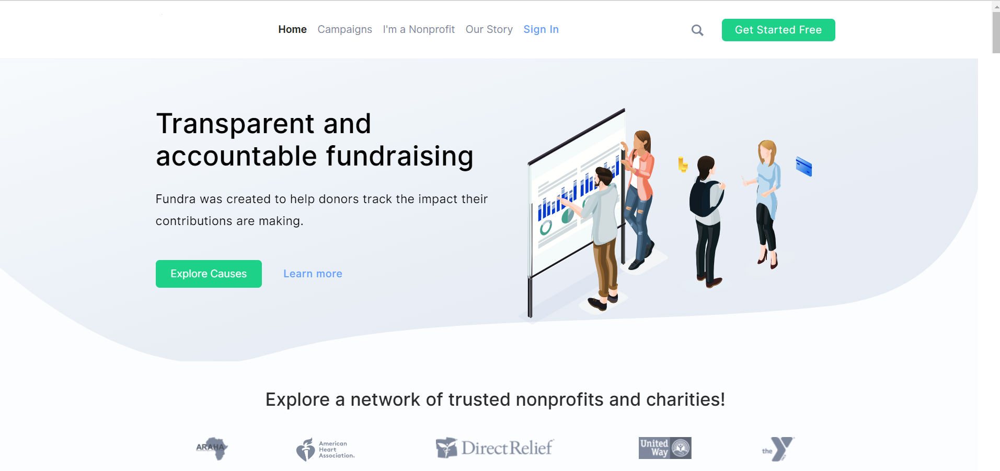 Home Campaigns I'm a Nonprofit Our Story Sign In Get Started Free
Transparent and
accountable fundraising
Fundra was created to help donors track the impact their
contributions are making.
Explore Causes Learn more
Explore a network of trusted nonprofits and charities!
ARAHA
American
Heart
Association®
DirectRelief
United
Way
the Y